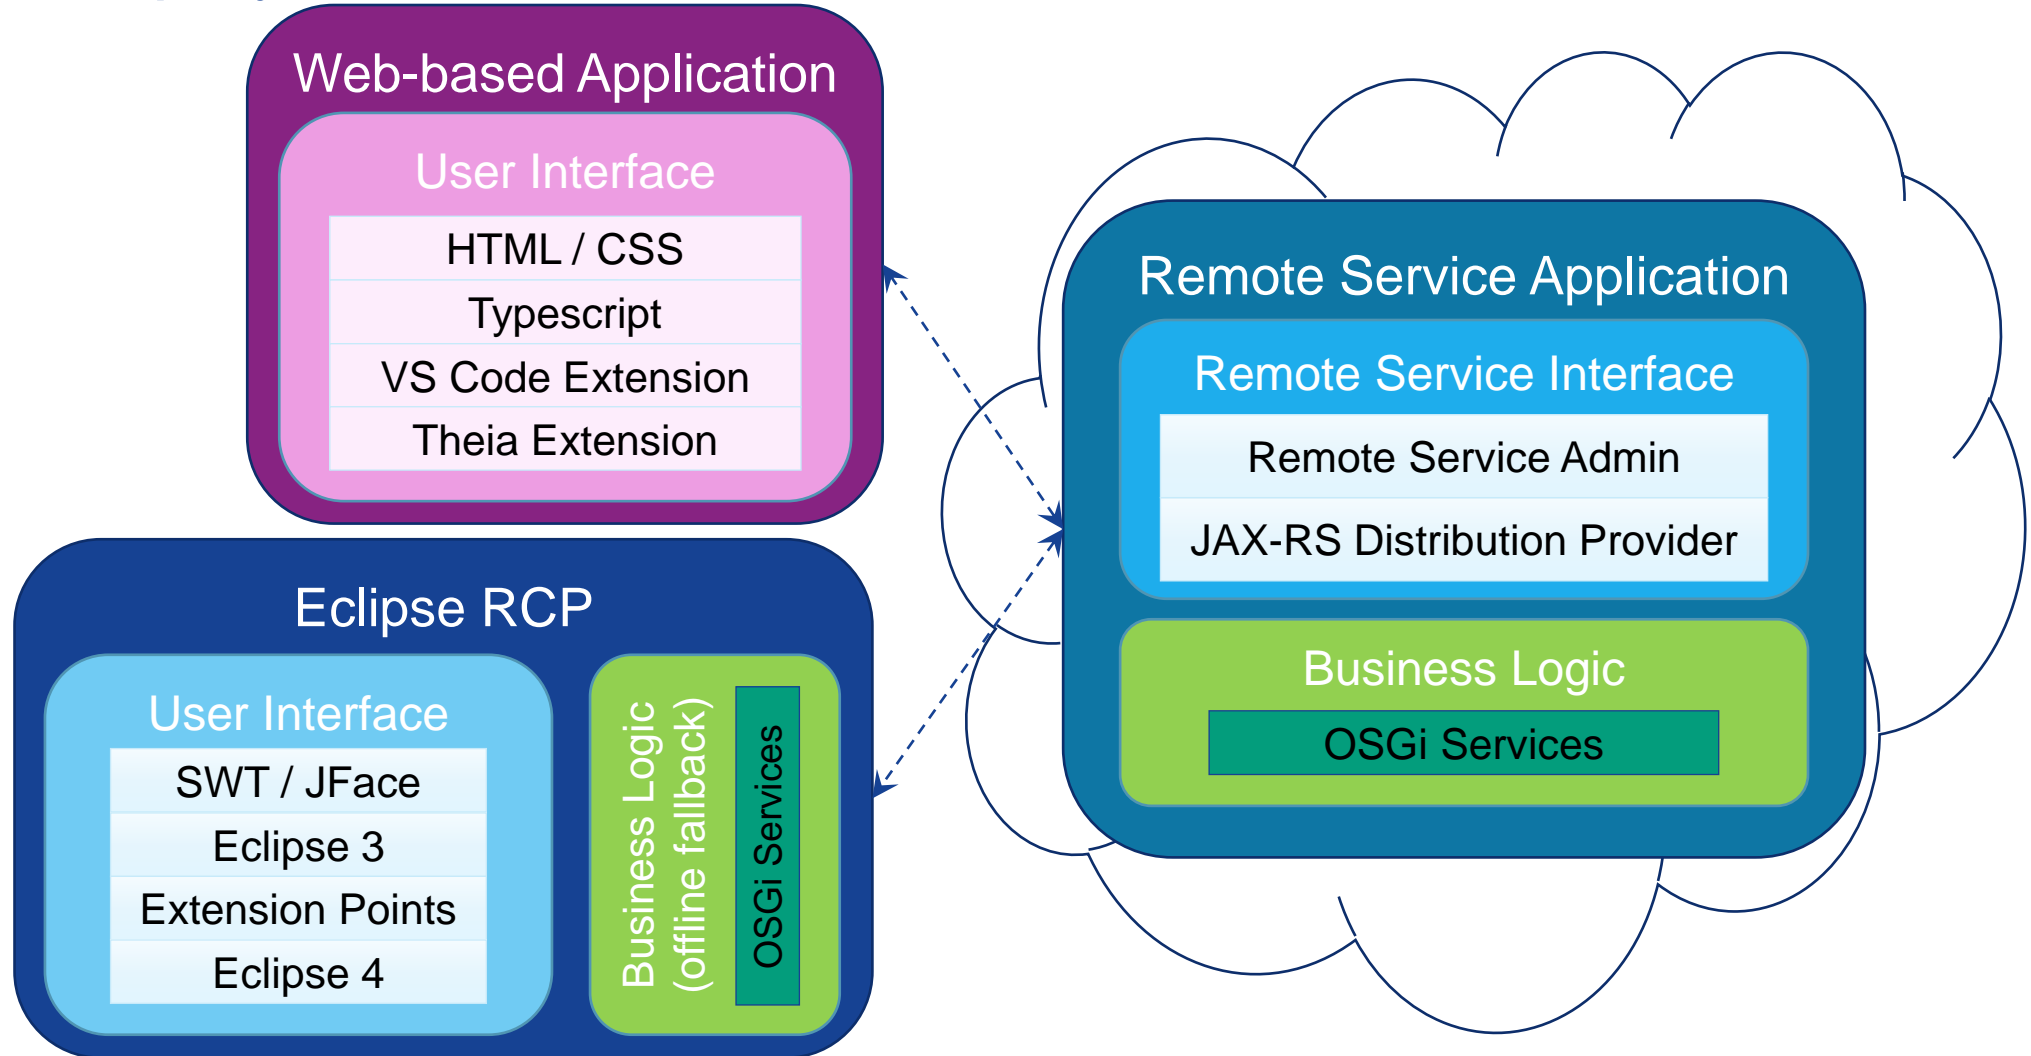 Web-based Application
User Interface
HTML / CSS
Typescript
VS Code Extension
Theia Extension
Eclipse RCP
User Interface
SWT / JFace
Eclipse 3
Extension Points
Eclipse 4
Business Logic
(offline fallback)
OSGi Services
Remote Service Application
Remote Service Interface
Remote Service Admin
JAX-RS Distribution Provider
Business Logic
OSGi Services